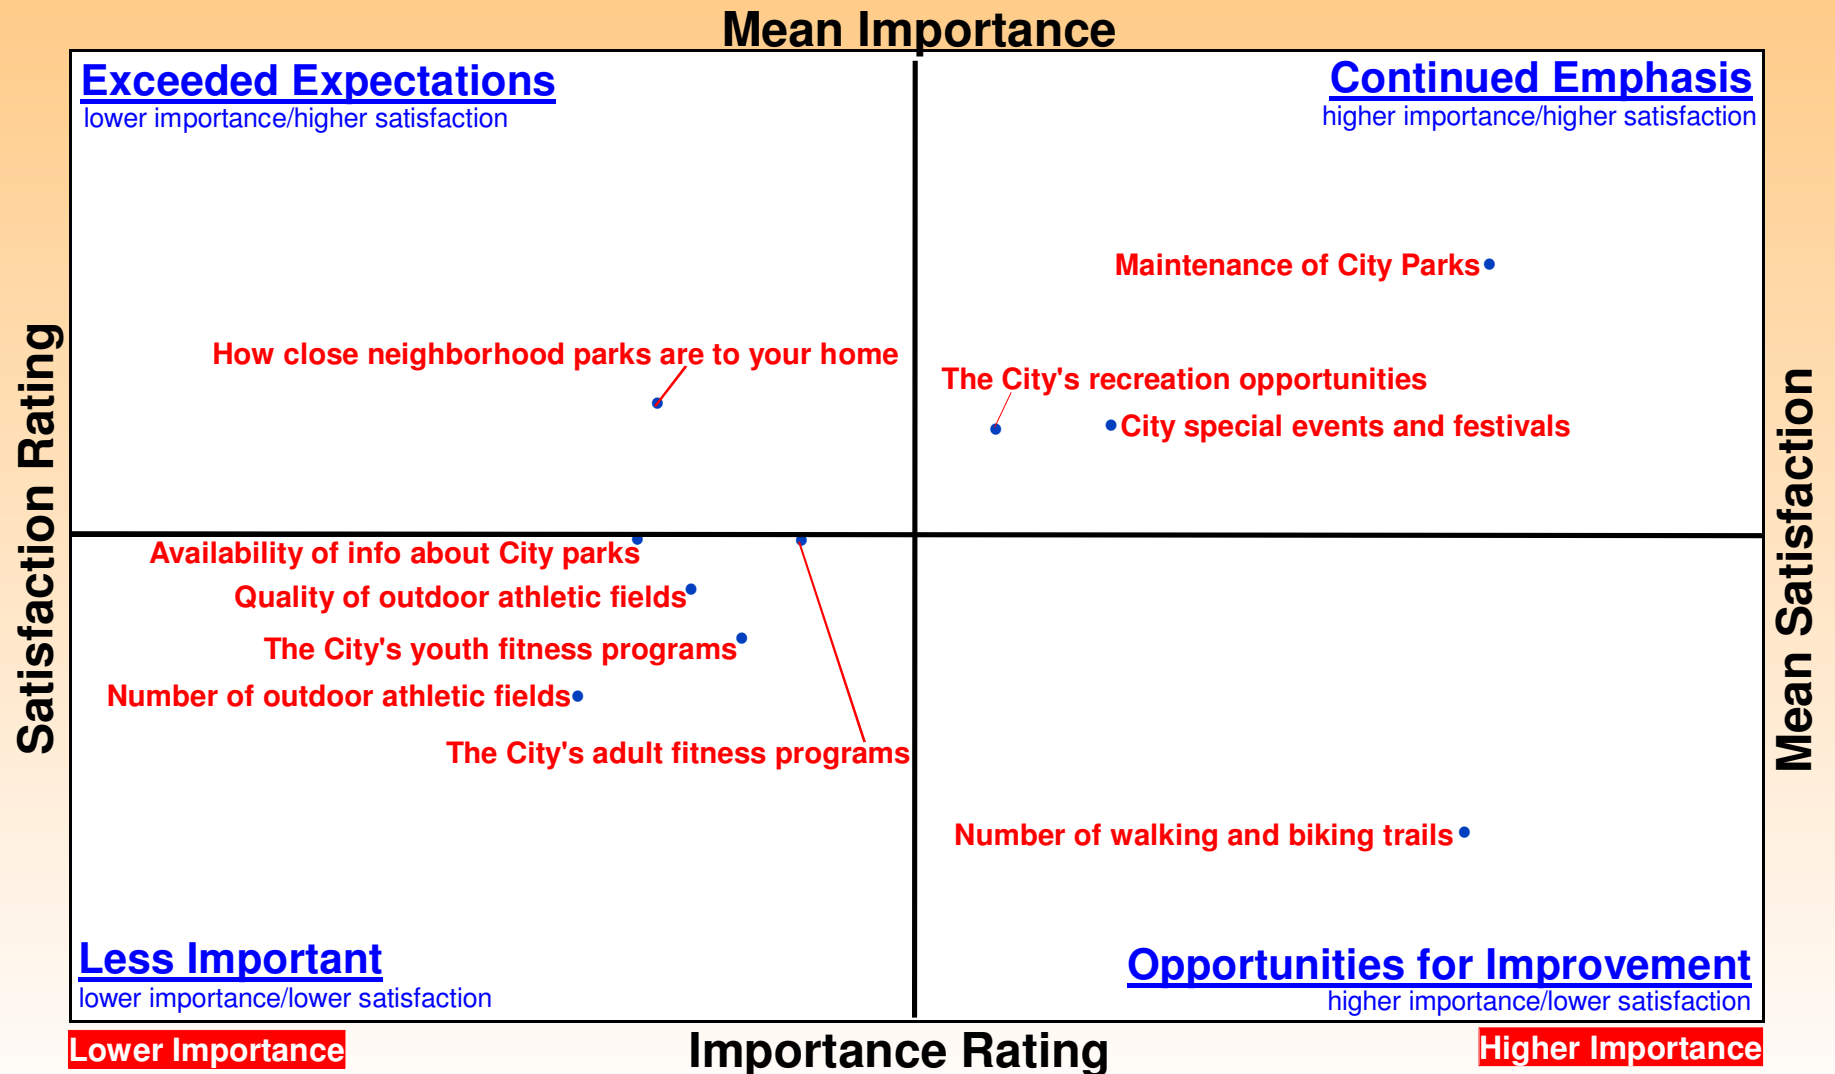 Mean Importance
Exceeded Expectations
lower importance/higher satisfaction
Continued Emphasis
higher importance/higher satisfaction
Maintenance of City Parks
How close neighborhood parks are to your home
The City's recreation opportunities
City special events and festivals
Satisfaction Rating
Mean Satisfaction
Availability of info about City parks
Quality of outdoor athletic fields
The City's youth fitness programs
Number of outdoor athletic fields
The City's adult fitness programs
Number of walking and biking trails
Less Important
lower importance/lower satisfaction
Opportunities for Improvement
higher importance/lower satisfaction
Lower Importance
Importance Rating
Higher Importance